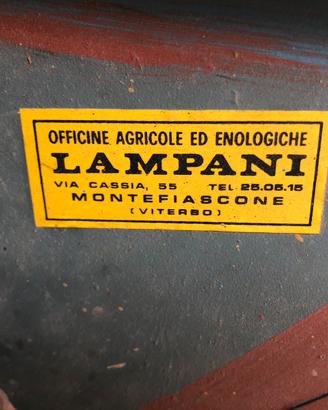 OFFICINE AGRICOLE ED ENOLOGICHE
LAMPANI
VIA CASSIA, 55 TEL. 25.05.15
MONTEFIASCONE
(VITERBO)